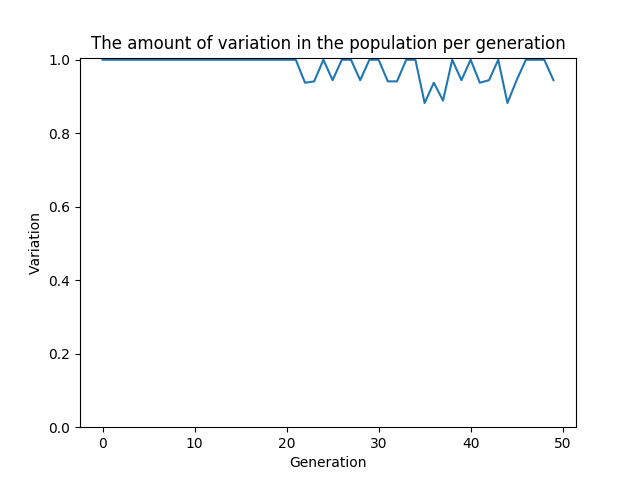 The amount of variation in the population per generation
1.0
0.8
0.6
0.4
0.2
0.0
Variation
0 10 20 30 40 50
Generation